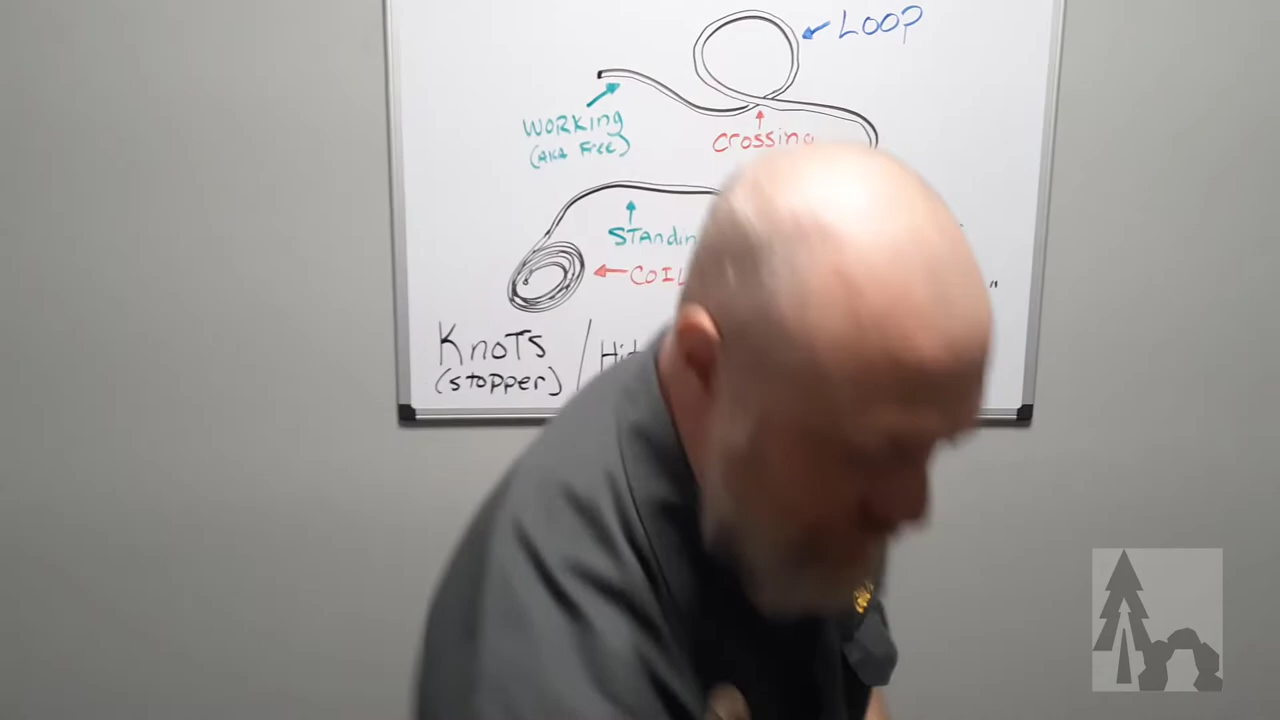 LOOP
WORKING
(AKA Free)
Crossing
STandin
COIL
KnoTS /
(stopper)
"